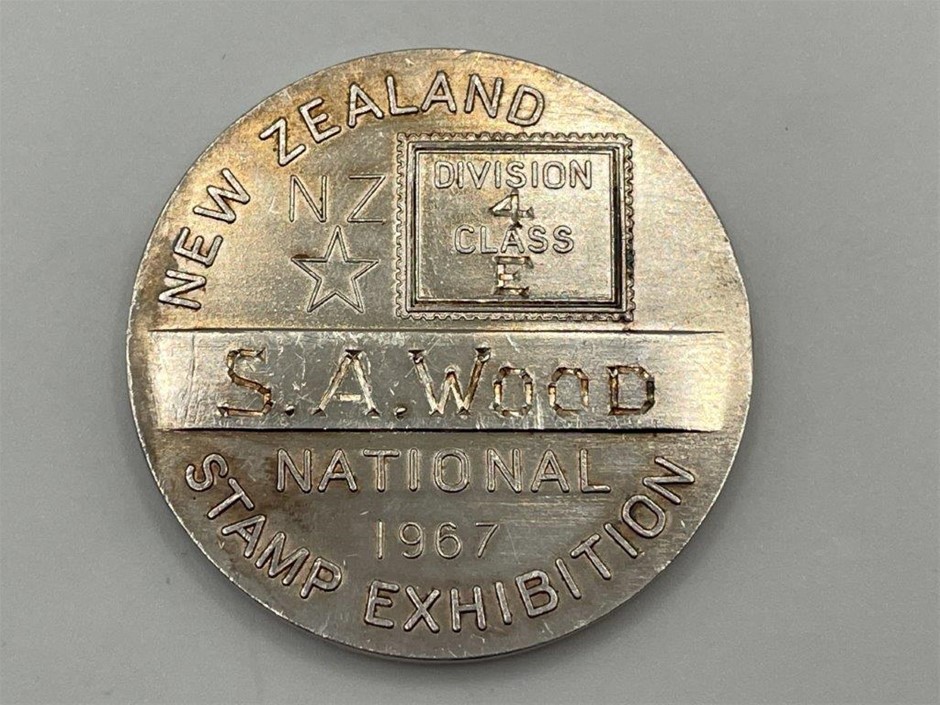 NEW ZEALAND
NZ
DIVISION
4
CLASS
E
S.A.WOOD
NATIONAL
1967
STAMP EXHIBITION